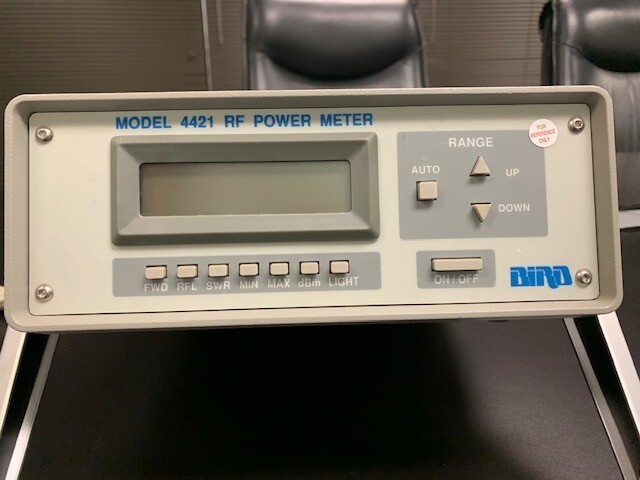 MODEL 4421 RF POWER METER
FOR
REFERENCE
ONLY
RANGE
AUTO
UP
DOWN
FWD RFL SWR MIN MAX dBm LIGHT
ON / OFF
BIRD